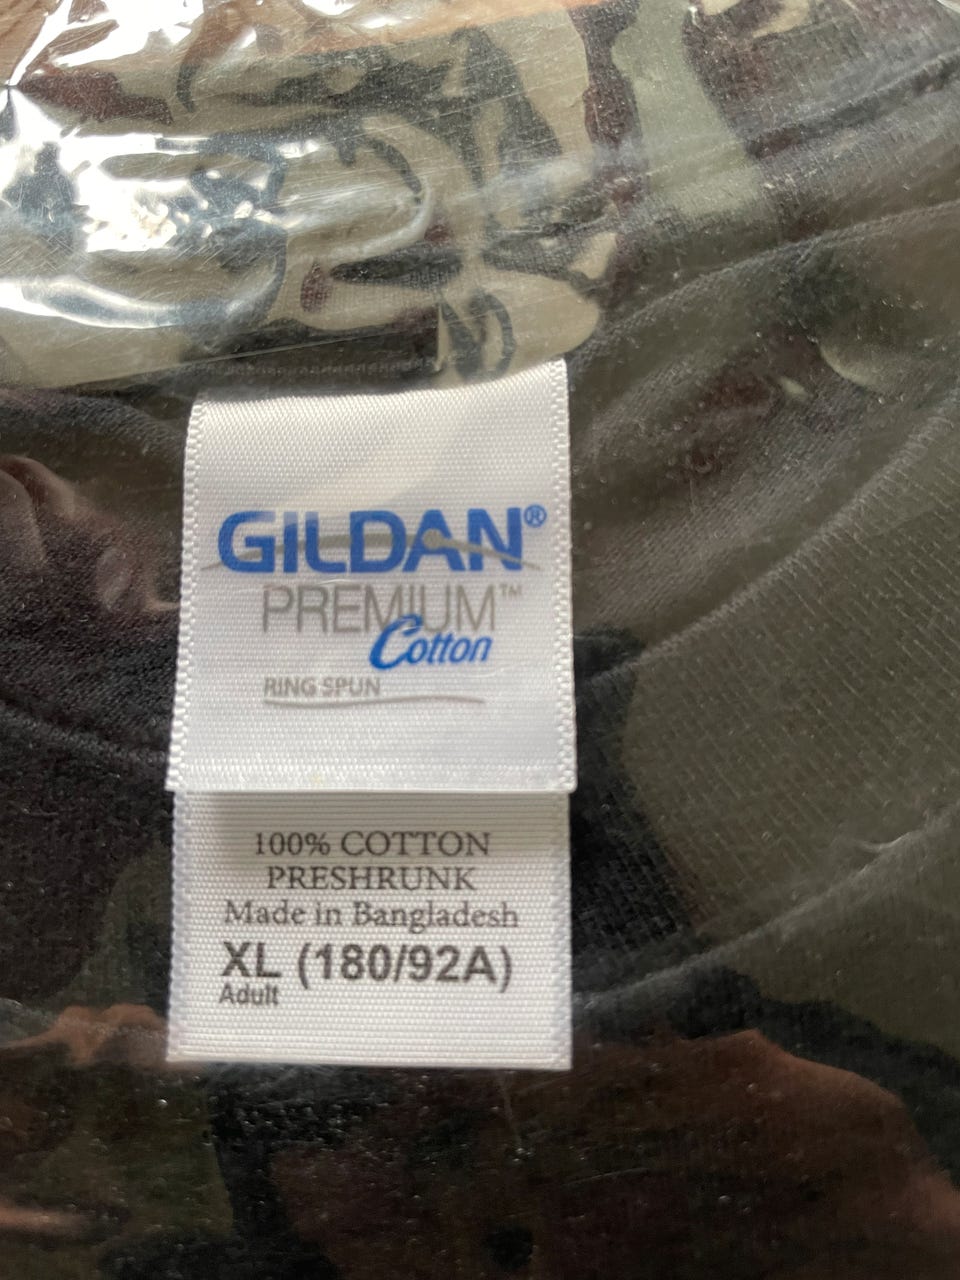 GILDAN®
PREMIUM™
Cotton
RING SPUN
100% COTTON
PRESHRUNK
Made in Bangladesh
XL (180/92A)
Adult